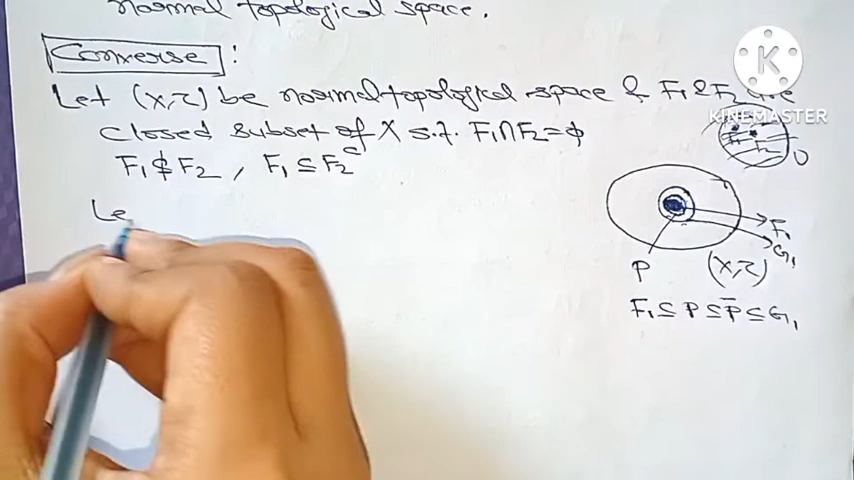 normal topological space.
Converse :
Let (X,τ) be normal topological space & F₁ & F₂ are
closed subset of X s.t. F₁∩F₂=ϕ
F₁⊈F₂ , F₁⊆F₂ᶜ
Le
K
KINEMASTER
F₁
G₁
P
(X,τ)
F₁⊆P⊆P̄⊆G₁